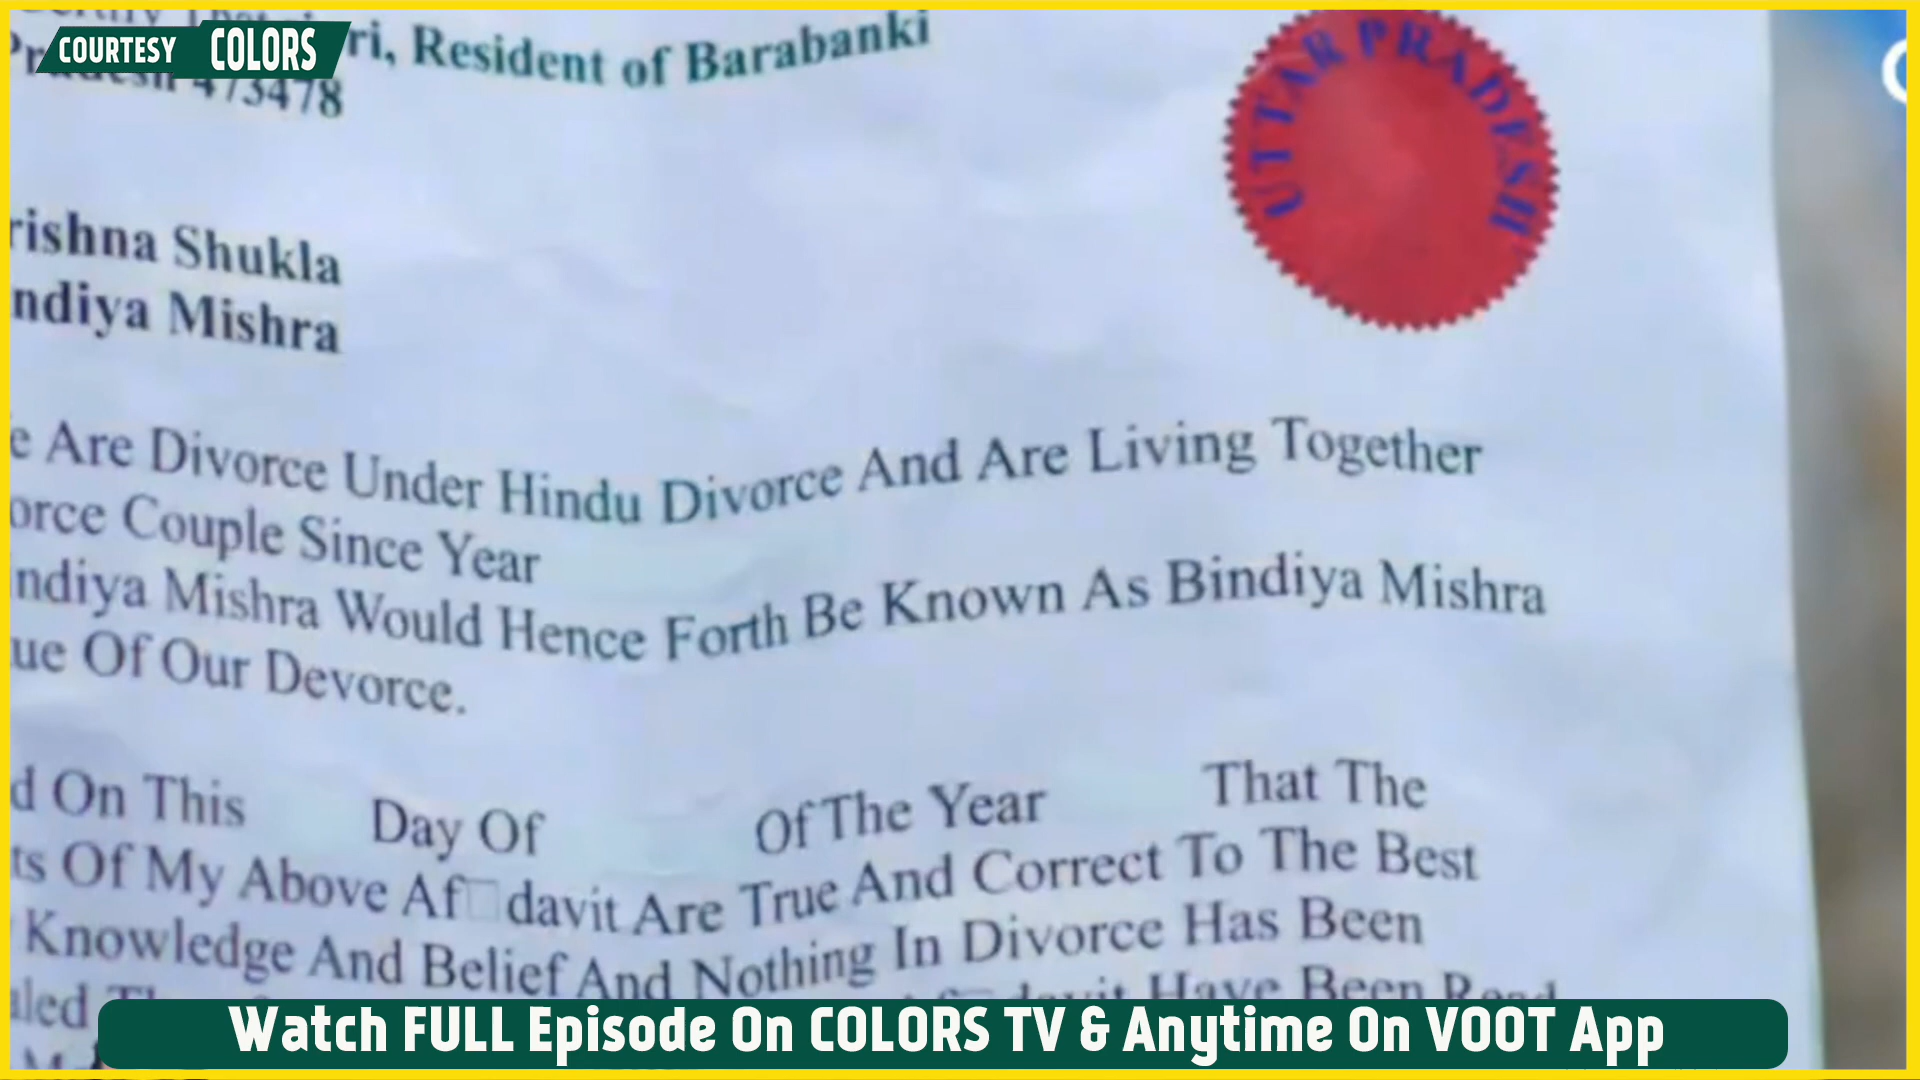 COURTESY COLORS
ri, Resident of Barabanki
473478
UTTAR PRADESH
rishna Shukla
ndiya Mishra
e Are Divorce Under Hindu Divorce And Are Living Together
orce Couple Since Year
ndiya Mishra Would Hence Forth Be Known As Bindiya Mishra
ue Of Our Devorce.
d On This Day Of Of The Year That The
ts Of My Above Af□davit Are True And Correct To The Best
Knowledge And Belief And Nothing In Divorce Has Been
led Have Been Read
Watch FULL Episode On COLORS TV & Anytime On VOOT App